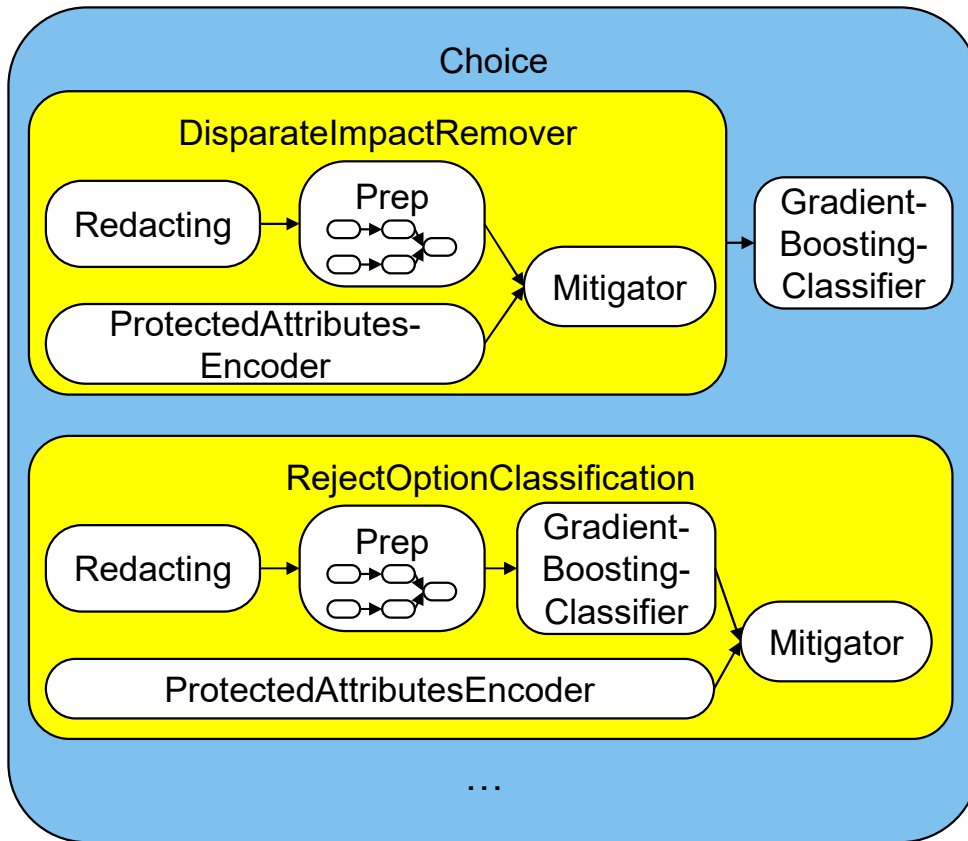 Choice
DisparateImpactRemover
Redacting
Prep
ProtectedAttributes-
Encoder
Mitigator
Gradient-
Boosting-
Classifier
RejectOptionClassification
Redacting
Prep
Gradient-
Boosting-
Classifier
ProtectedAttributesEncoder
Mitigator
...